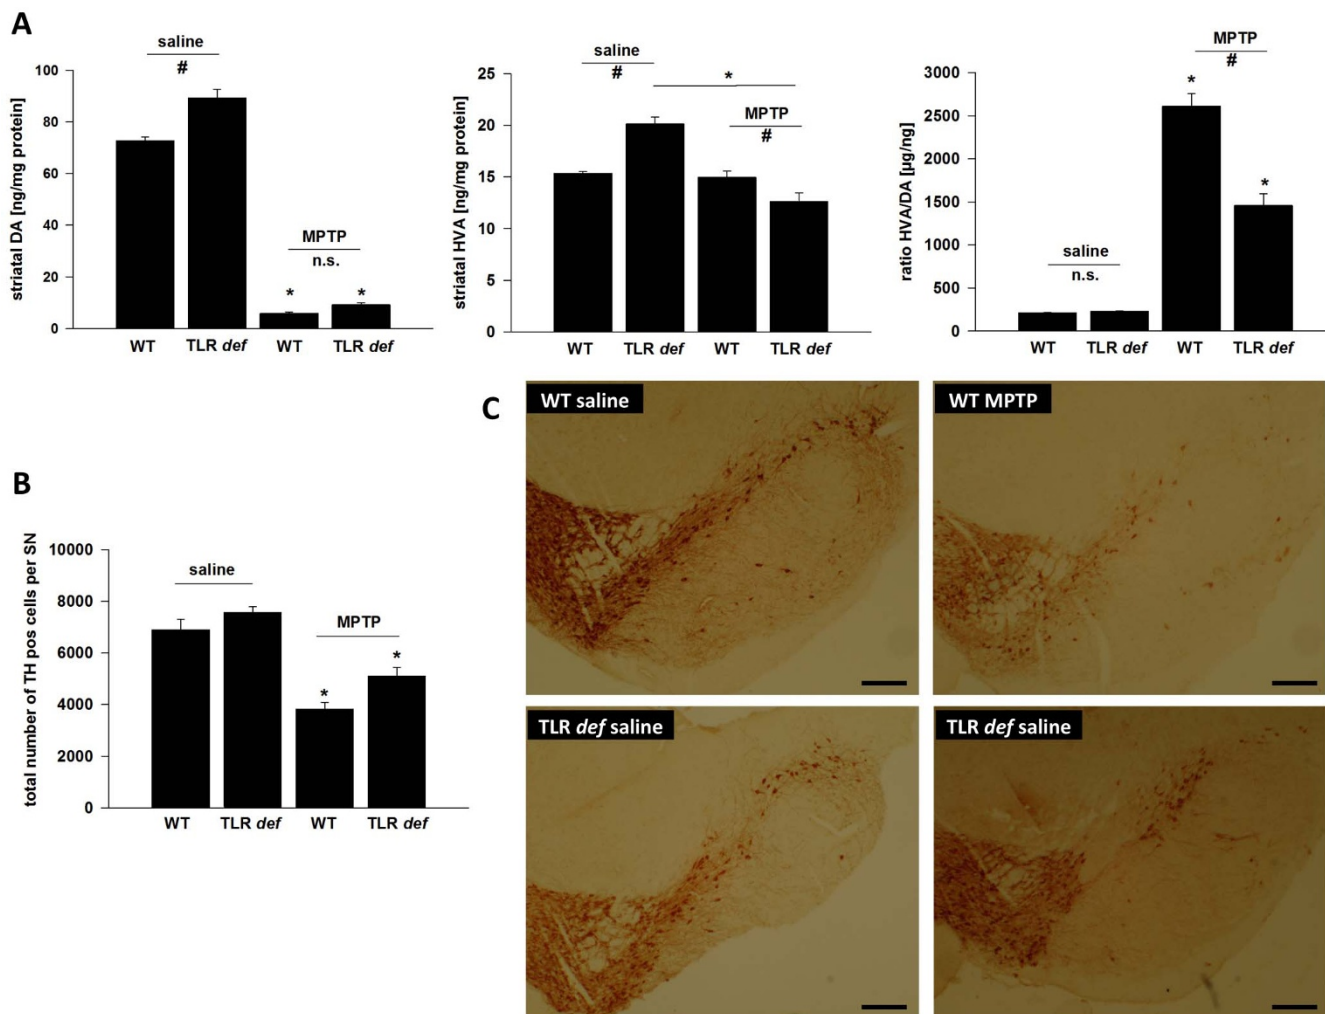 A
saline
#
MPTP
n.s.
*
*
striatal DA [ng/mg protein]
100
80
60
40
20
0
WT
TLR def
WT
TLR def
saline
#
*
MPTP
#
striatal HVA [ng/mg protein]
25
20
15
10
5
0
WT
TLR def
WT
TLR def
MPTP
#
*
*
saline
n.s.
ratio HVA/DA [µg/ng]
3000
2500
2000
1500
1000
500
0
WT
TLR def
WT
TLR def
B
saline
MPTP
*
*
total number of TH pos cells per SN
10000
8000
6000
4000
2000
0
WT
TLR def
WT
TLR def
C
WT saline
WT MPTP
TLR def saline
TLR def saline